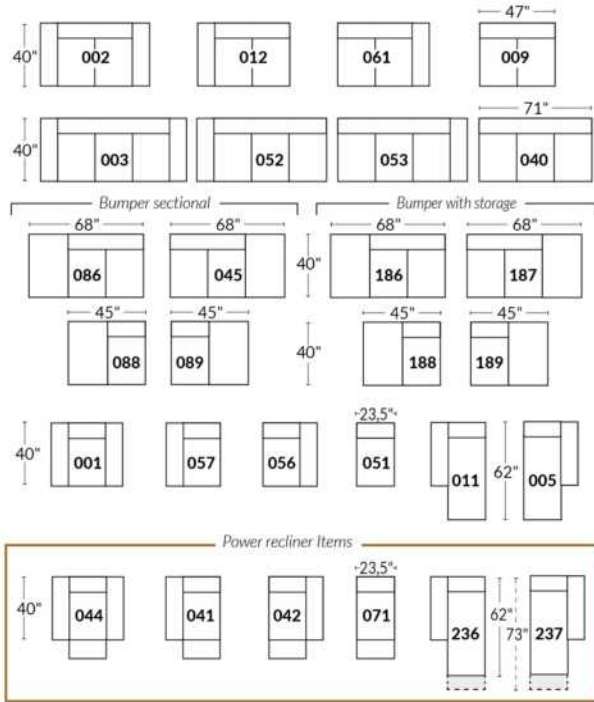 47"
40" 002 012 061 009
71"
40" 003 052 053 040
Bumper sectional Bumper with storage
68" 68" 68" 68"
086 045 40" 186 187
45" 45" 45" 45"
088 089 40" 188 189
23,5"
40" 001 057 056 051 011 62" 005
Power recliner Items
23,5"
40" 044 041 042 071 236 62" 73" 237